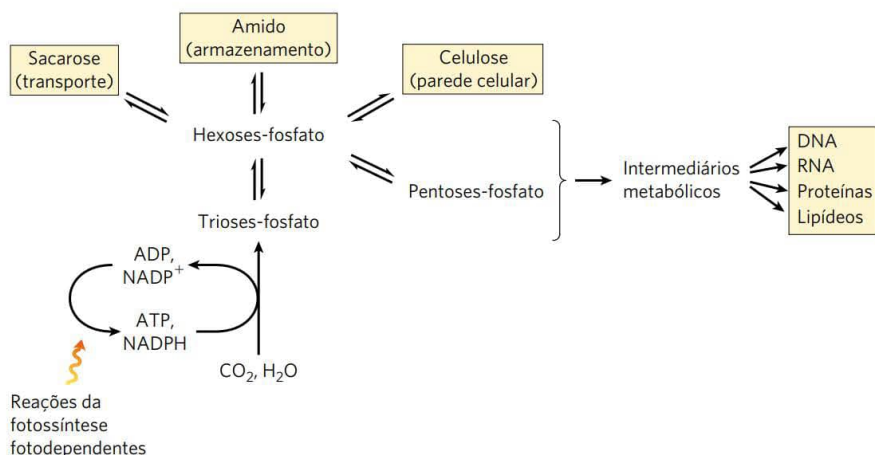 Amido
(armazenamento)
Sacarose
(transporte)
Celulose
(parede celular)
Hexoses-fosfato
Pentoses-fosfato
Intermediários
metabólicos
DNA
RNA
Proteínas
Lipídeos
Trioses-fosfato
ADP,
NADP⁺
ATP,
NADPH
CO₂, H₂O
Reações da
fotossíntese
fotodependentes